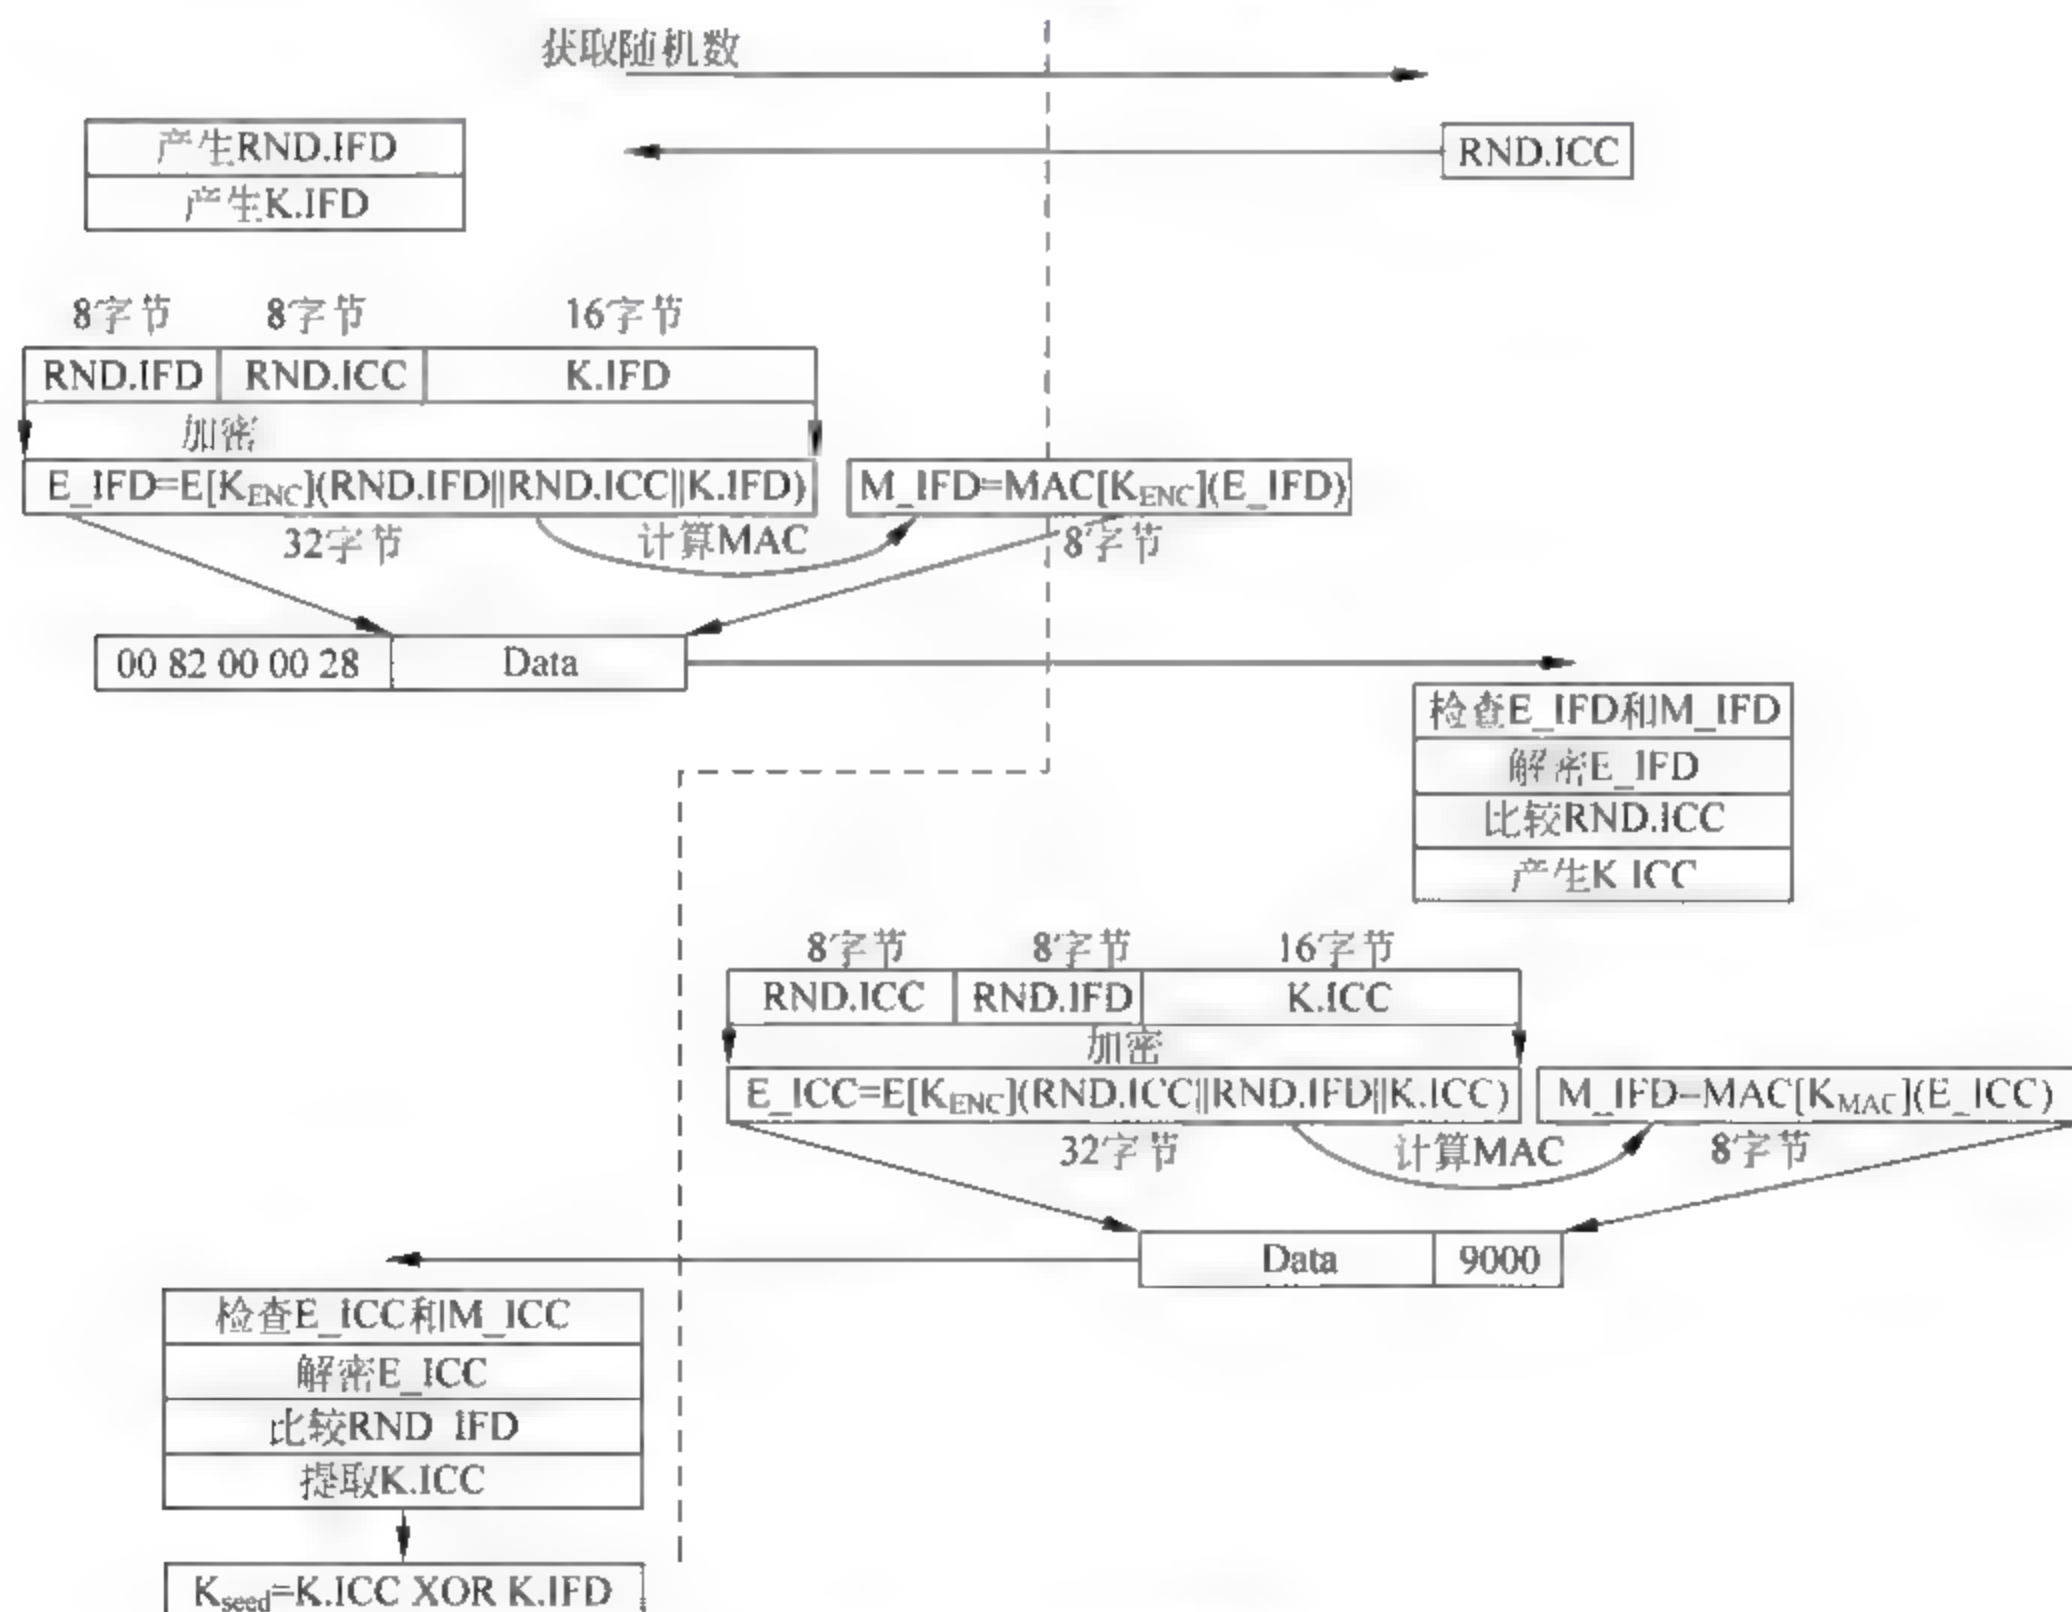 获取随机数
产生RND.IFD
RND.ICC
产生K.IFD
8字节 8字节 16字节
RND.IFD RND.ICC K.IFD
加密
E_IFD=E[K_ENC](RND.IFD||RND.ICC||K.IFD) M_IFD=MAC[K_ENC](E_IFD)
32字节 计算MAC 8字节
00 82 00 00 28 Data
检查E_IFD和M_IFD
解密E_IFD
比较RND.ICC
产生K ICC
8字节 8字节 16字节
RND.ICC RND.IFD K.ICC
加密
E_ICC=E[K_ENC](RND.ICC||RND.IFD||K.ICC) M_IFD-MAC[K_MAC](E_ICC)
32字节 计算MAC 8字节
Data 9000
检查E_ICC和M_ICC
解密E_ICC
比较RND IFD
提取K.ICC
K_seed=K.ICC XOR K.IFD